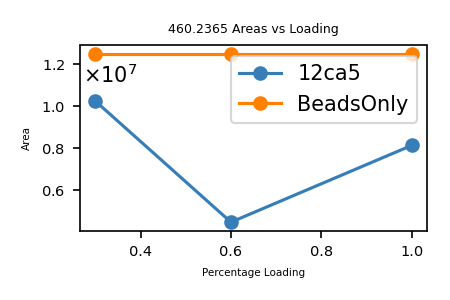 460.2365 Areas vs Loading
1.2
×10⁷
1.0
0.8
0.6
Area
12ca5
BeadsOnly
0.4 0.6 0.8 1.0
Percentage Loading